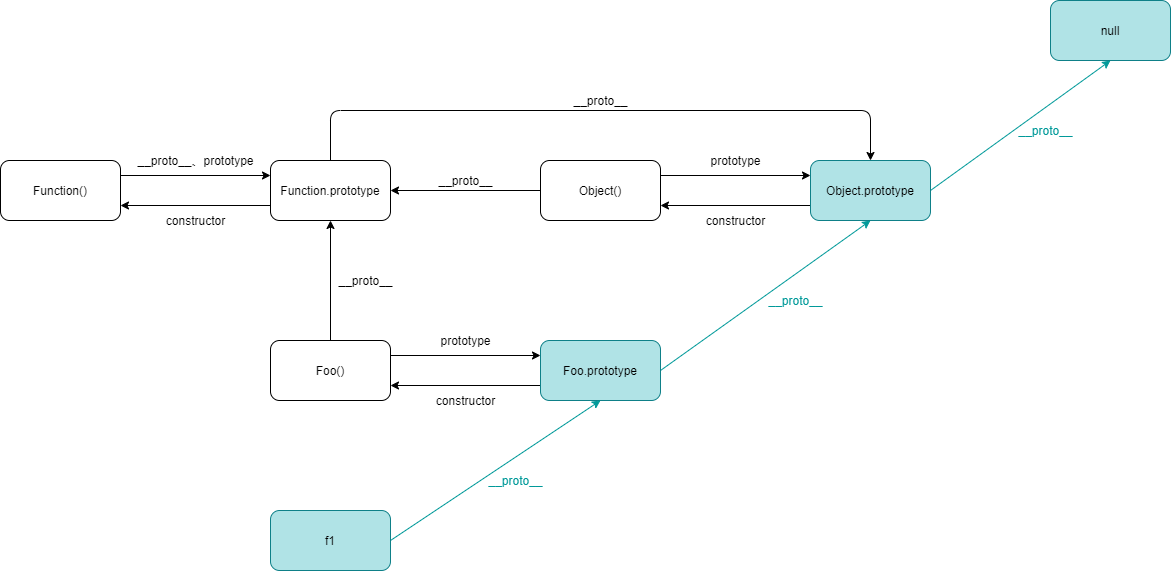 null
__proto__
__proto__
__proto__、prototype
__proto__
prototype
Function()
Function.prototype
Object()
Object.prototype
constructor
constructor
__proto__
__proto__
prototype
Foo()
Foo.prototype
constructor
__proto__
f1